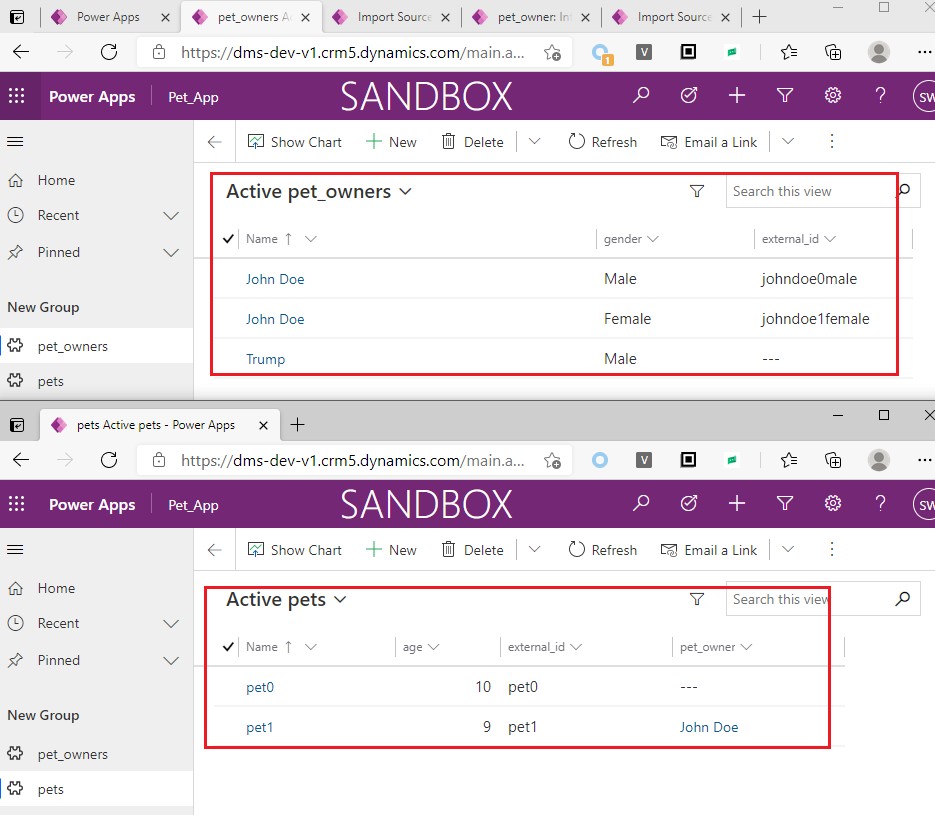 Power Apps
pet_owners A
Import Source
pet_owner: In
Import Source
https://dms-dev-v1.crm5.dynamics.com/main.a...
1
V
Power Apps
Pet_App
SANDBOX
?
SW
Show Chart
New
Delete
Refresh
Email a Link
Home
Recent
Pinned
New Group
pet_owners
pets
Active pet_owners
Search this view
Name
gender
external_id
John Doe Male johndoe0male
John Doe Female johndoe1female
Trump Male ---
pets Active pets - Power Apps
https://dms-dev-v1.crm5.dynamics.com/main.a...
V
Power Apps
Pet_App
SANDBOX
?
SW
Show Chart
New
Delete
Refresh
Email a Link
Home
Recent
Pinned
New Group
pet_owners
pets
Active pets
Search this view
Name
age
external_id
pet_owner
pet0 10 pet0 ---
pet1 9 pet1 John Doe